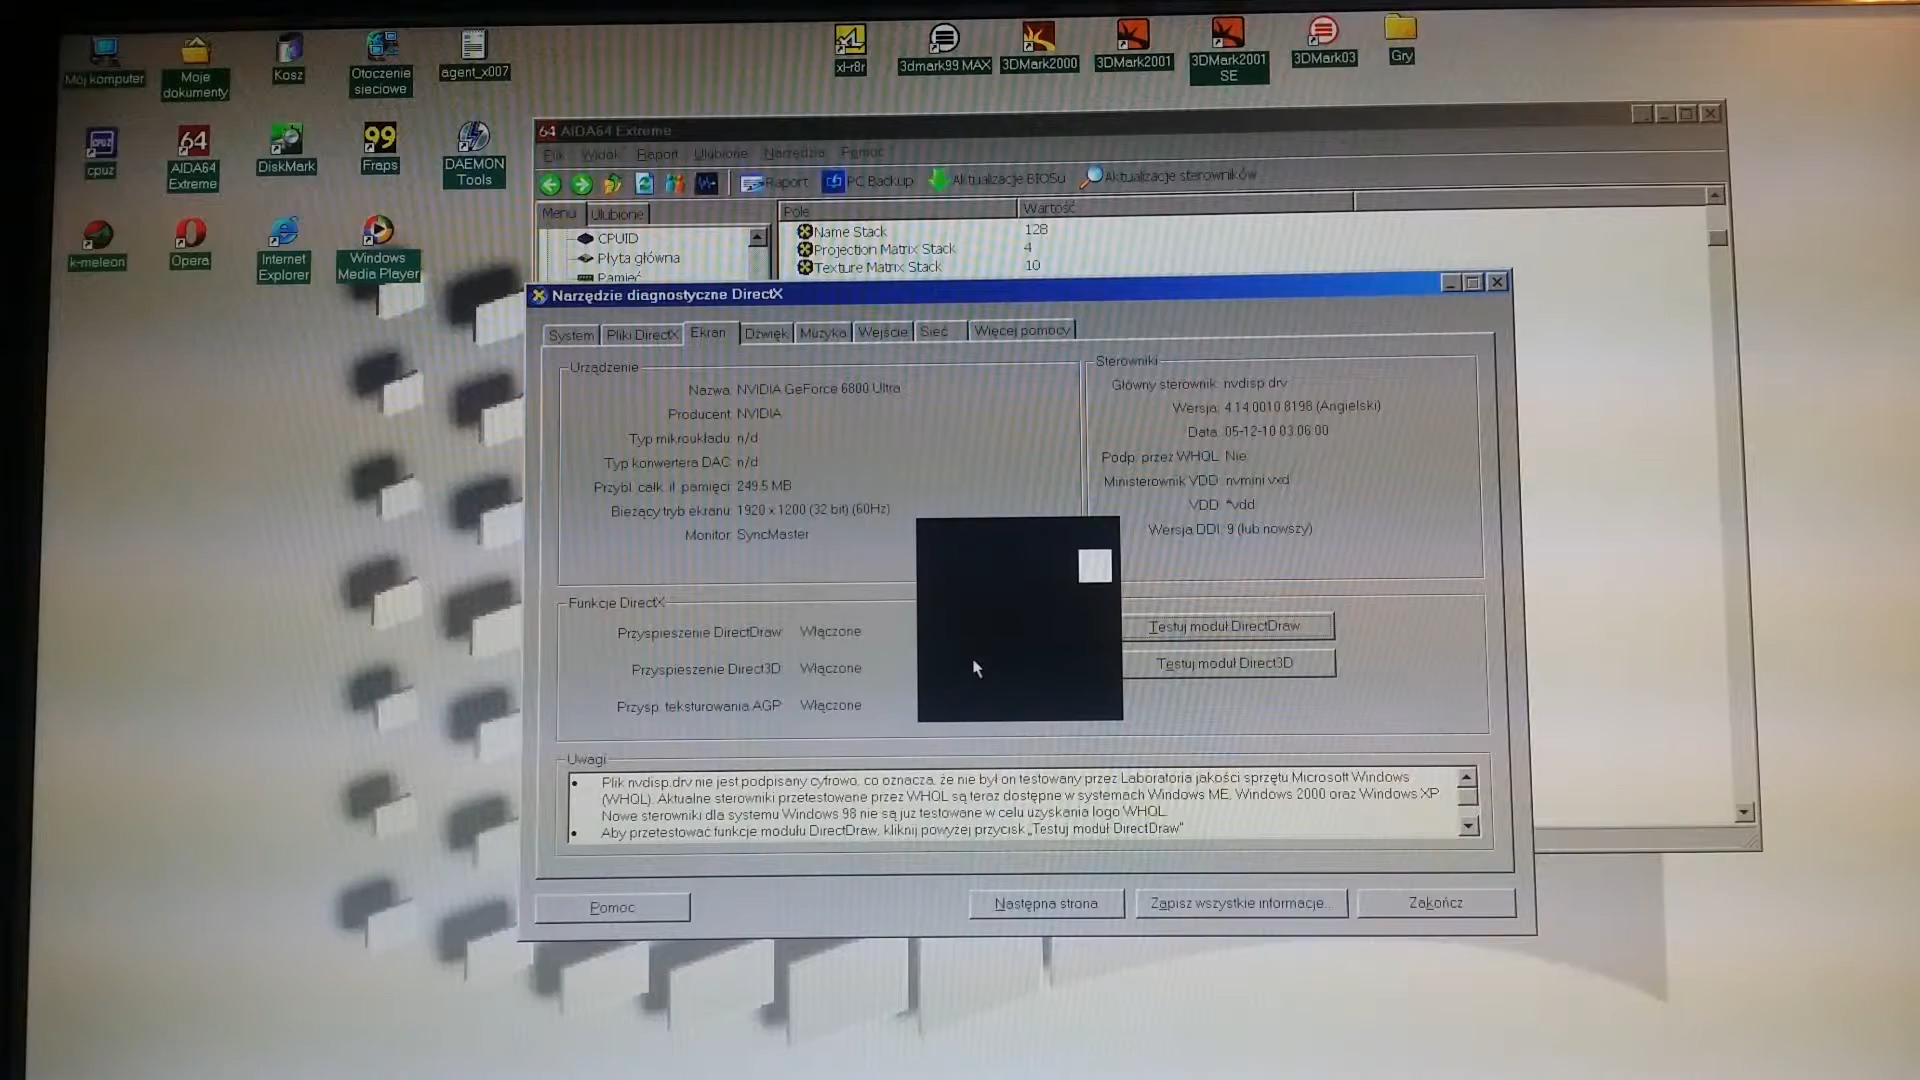 Mój komputer
Moje
dokumenty
Kosz
Otoczenie
sieciowe
agent_x007
xl-r8r
3dmark99 MAX
3DMark2000
3DMark2001
3DMark2001
SE
3DMark03
Gry
cpuz
AIDA64
Extreme
DiskMark
99
Fraps
DAEMON
Tools
k-meleon
Opera
Internet
Explorer
Windows
Media Player
64 AIDA64 Extreme
Plik Widok Raport Ulubione Narzędzia Pomoc
Raport PC Backup Aktualizacje BIOSu Aktualizacje sterowników
Menu Ulubione
Pole Wartość
CPUID
Płyta główna
Pamięć
Name Stack 128
Projection Matrix Stack 4
Texture Matrix Stack 10
Narzędzie diagnostyczne DirectX
System Pliki DirectX Ekran Dźwięk Muzyka Wejście Sieć Więcej pomocy
Urządzenie
Nazwa: NVIDIA GeForce 6800 Ultra
Producent: NVIDIA
Typ mikroukładu: n/d
Typ konwertera DAC: n/d
Przybl. całk. il. pamięci: 249.5 MB
Bieżący tryb ekranu: 1920 x 1200 (32 bit) (60Hz)
Monitor: SyncMaster
Sterowniki
Główny sterownik: nvdisp.drv
Wersja: 4.14.0010.8198 (Angielski)
Data: 05-12-10 03:06:00
Podp. przez WHQL: Nie
Ministerownik VDD: nvmini.vxd
VDD: *vdd
Wersja DDI: 9 (lub nowszy)
Funkcje DirectX
Przyspieszenie DirectDraw: Włączone
Przyspieszenie Direct3D: Włączone
Przysp. teksturowania AGP: Włączone
Testuj moduł DirectDraw
Testuj moduł Direct3D
Uwagi
• Plik nvdisp.drv nie jest podpisany cyfrowo, co oznacza, że nie był on testowany przez Laboratoria jakości sprzętu Microsoft Windows
(WHQL). Aktualne sterowniki przetestowane przez WHQL są teraz dostępne w systemach Windows ME, Windows 2000 oraz Windows XP.
Nowe sterowniki dla systemu Windows 98 nie są już testowane w celu uzyskania logo WHQL.
• Aby przetestować funkcje modułu DirectDraw, kliknij powyżej przycisk „Testuj moduł DirectDraw"
Pomoc
Następna strona
Zapisz wszystkie informacje...
Zakończ